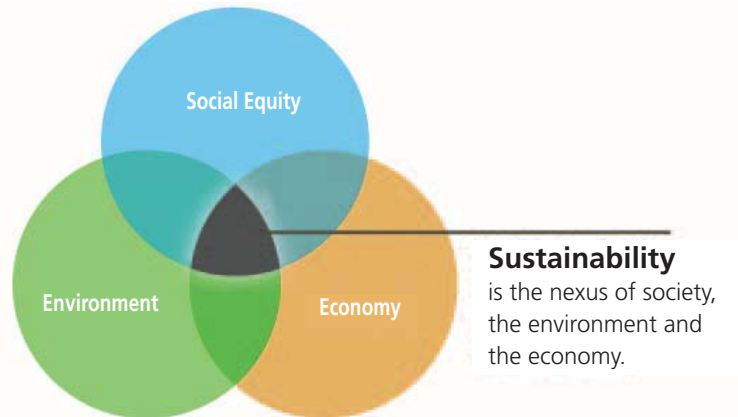 Social Equity
Environment
Economy
Sustainability
is the nexus of society,
the environment and
the economy.